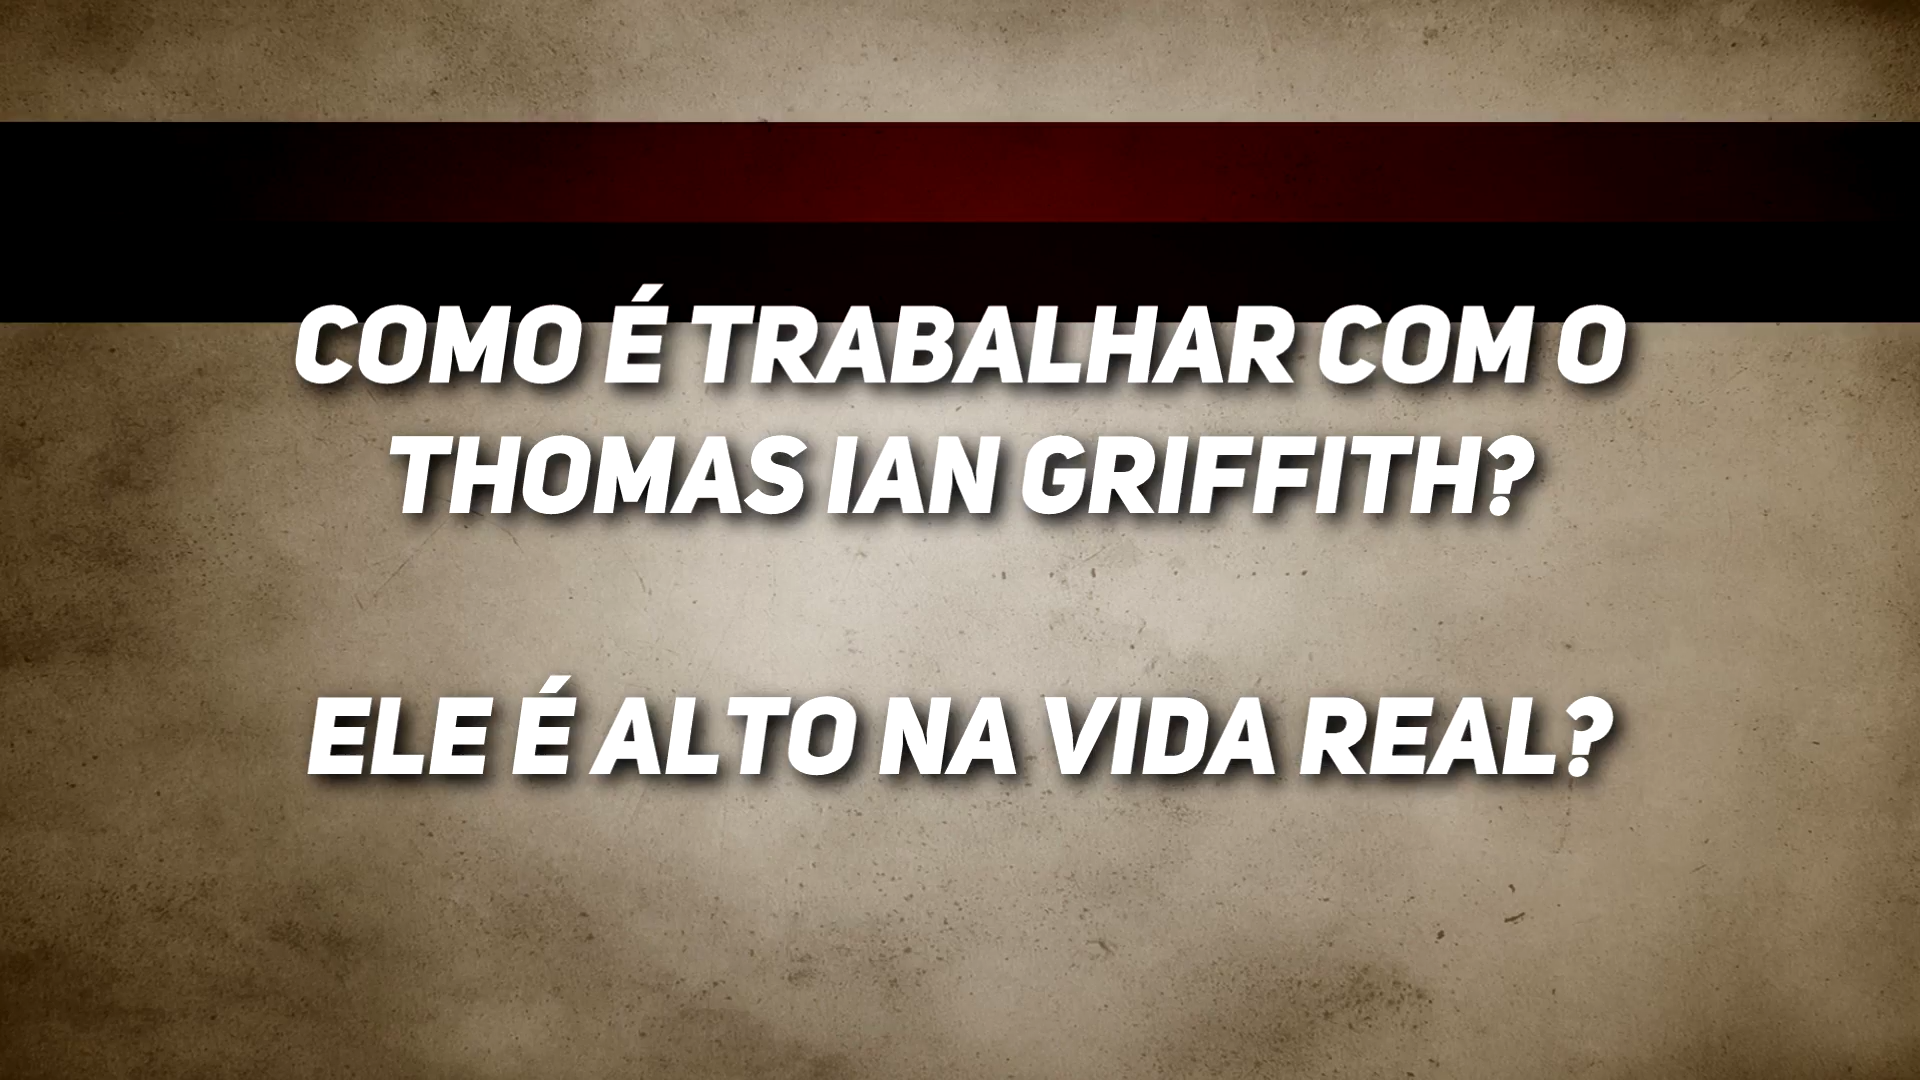 COMO É TRABALHAR COM O
THOMAS IAN GRIFFITH?
ELE É ALTO NA VIDA REAL?